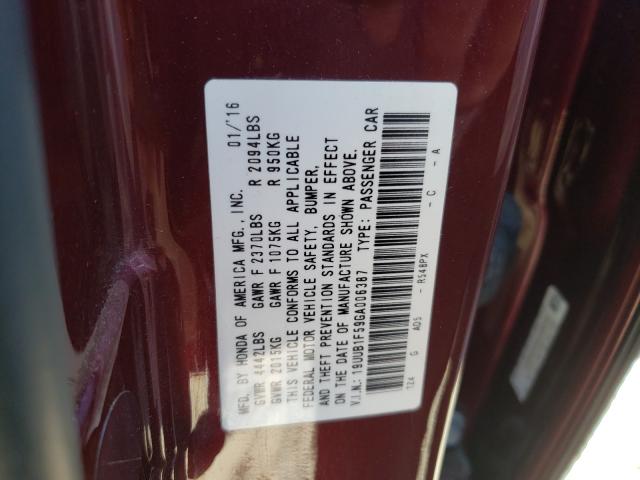 MFD. BY HONDA OF AMERICA MFG., INC. 01/'16
GVWR 4442LBS GAWR F 2370LBS R 2094LBS
GVWR 2015KG GAWR F 1075KG R 950KG
THIS VEHICLE CONFORMS TO ALL APPLICABLE
FEDERAL MOTOR VEHICLE SAFETY, BUMPER,
AND THEFT PREVENTION STANDARDS IN EFFECT
ON THE DATE OF MANUFACTURE SHOWN ABOVE.
V.I.N.: 19UUB1F59GA006387 TYPE: PASSENGER CAR
TZ4 G AD5 - R548PX - C - A